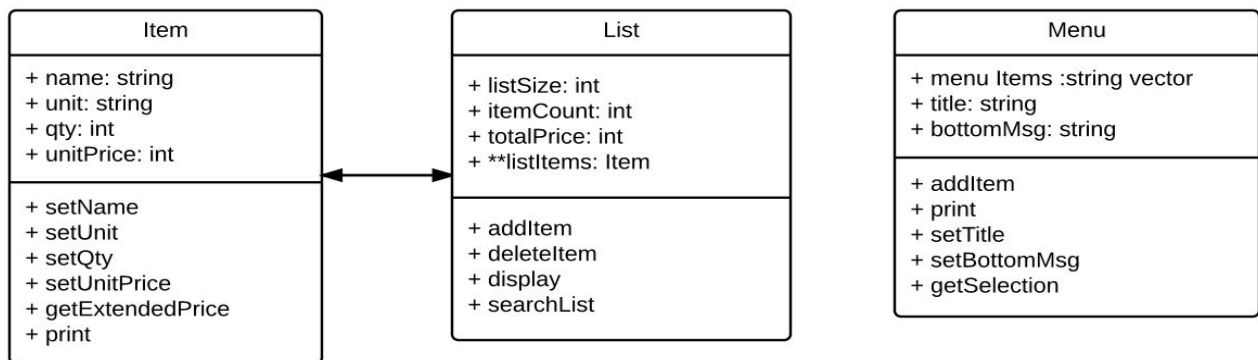 Item
+ name: string
+ unit: string
+ qty: int
+ unitPrice: int
+ setName
+ setUnit
+ setQty
+ setUnitPrice
+ getExtendedPrice
+ print
List
+ listSize: int
+ itemCount: int
+ totalPrice: int
+ **listItems: Item
+ addItem
+ deleteItem
+ display
+ searchList
Menu
+ menu Items :string vector
+ title: string
+ bottomMsg: string
+ addItem
+ print
+ setTitle
+ setBottomMsg
+ getSelection